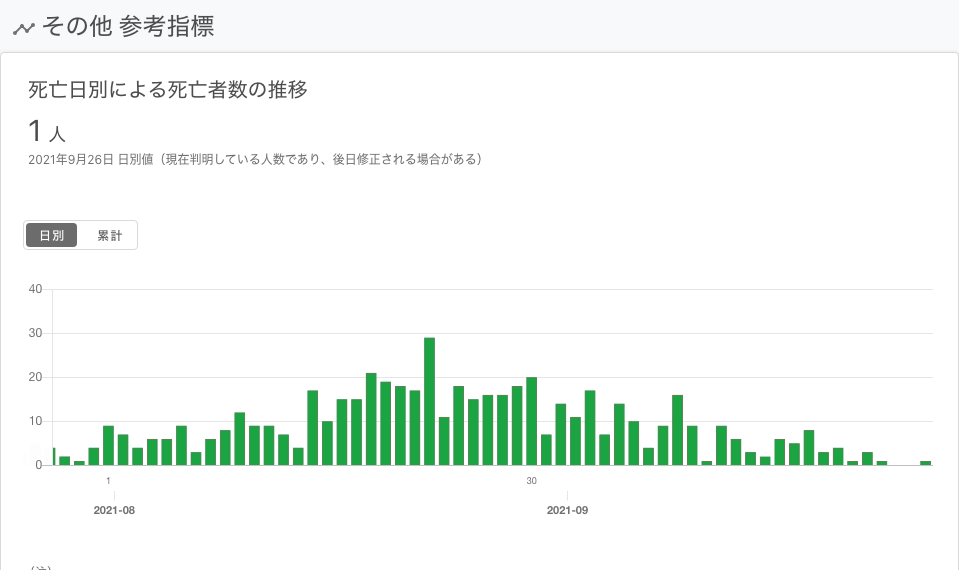 その他 参考指標
死亡日別による死亡者数の推移
1 人
2021年9月26日 日別値（現在判明している人数であり、後日修正される場合がある）
日別 累計
40
30
20
10
0
1 30
2021-08 2021-09